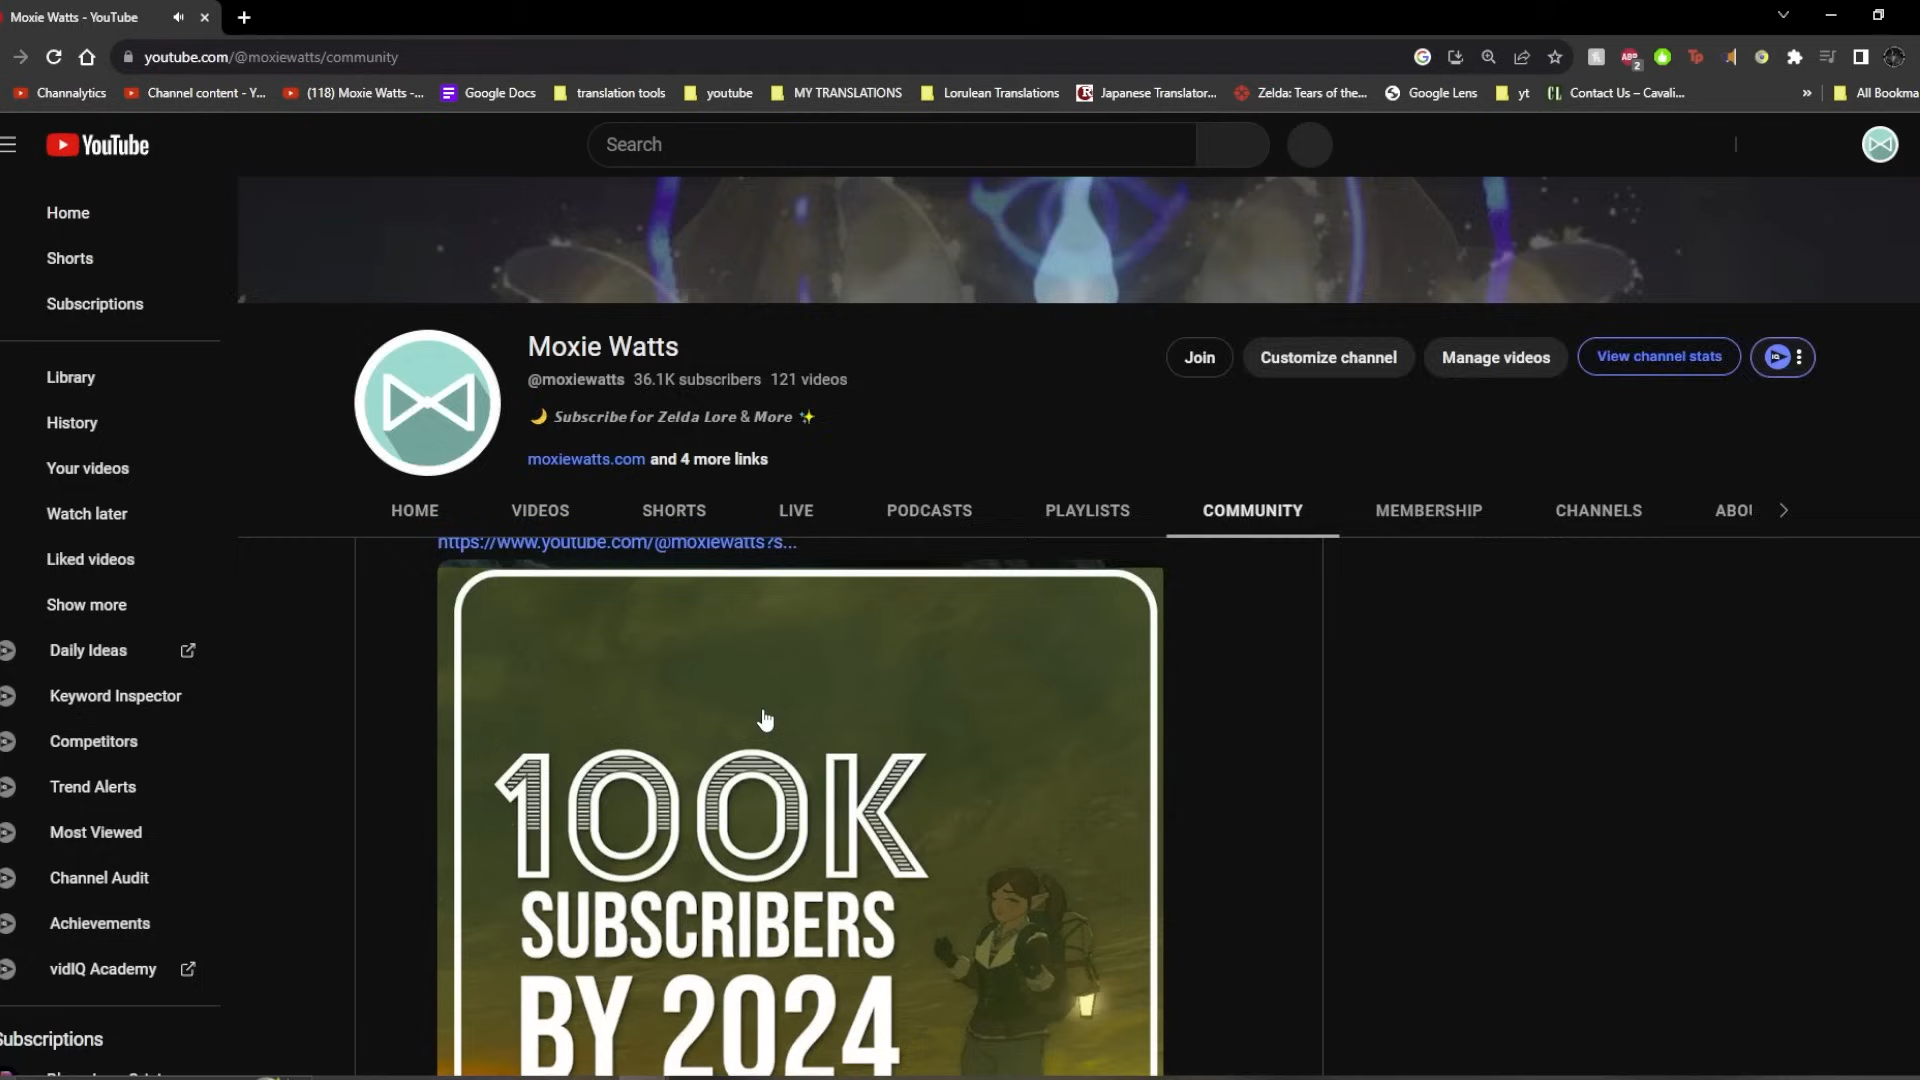 Moxie Watts - YouTube
youtube.com/@moxiewatts/community
Channalytics
Channel content - Y...
(118) Moxie Watts -...
Google Docs
translation tools
youtube
MY TRANSLATIONS
Lorulean Translations
Japanese Translator...
Zelda: Tears of the...
Google Lens
yt
Contact Us – Cavali...
»
All Bookma
YouTube
Search
Home
Shorts
Subscriptions
Library
History
Your videos
Watch later
Liked videos
Show more
Daily Ideas
Keyword Inspector
Competitors
Trend Alerts
Most Viewed
Channel Audit
Achievements
vidIQ Academy
Subscriptions
Moxie Watts
@moxiewatts 36.1K subscribers 121 videos
🌙 Subscribe for Zelda Lore & More ✨
moxiewatts.com and 4 more links
Join
Customize channel
Manage videos
View channel stats
HOME
VIDEOS
SHORTS
LIVE
PODCASTS
PLAYLISTS
COMMUNITY
MEMBERSHIP
CHANNELS
ABOU
https://www.youtube.com/@moxiewatts?s...
100K
SUBSCRIBERS
BY 2024